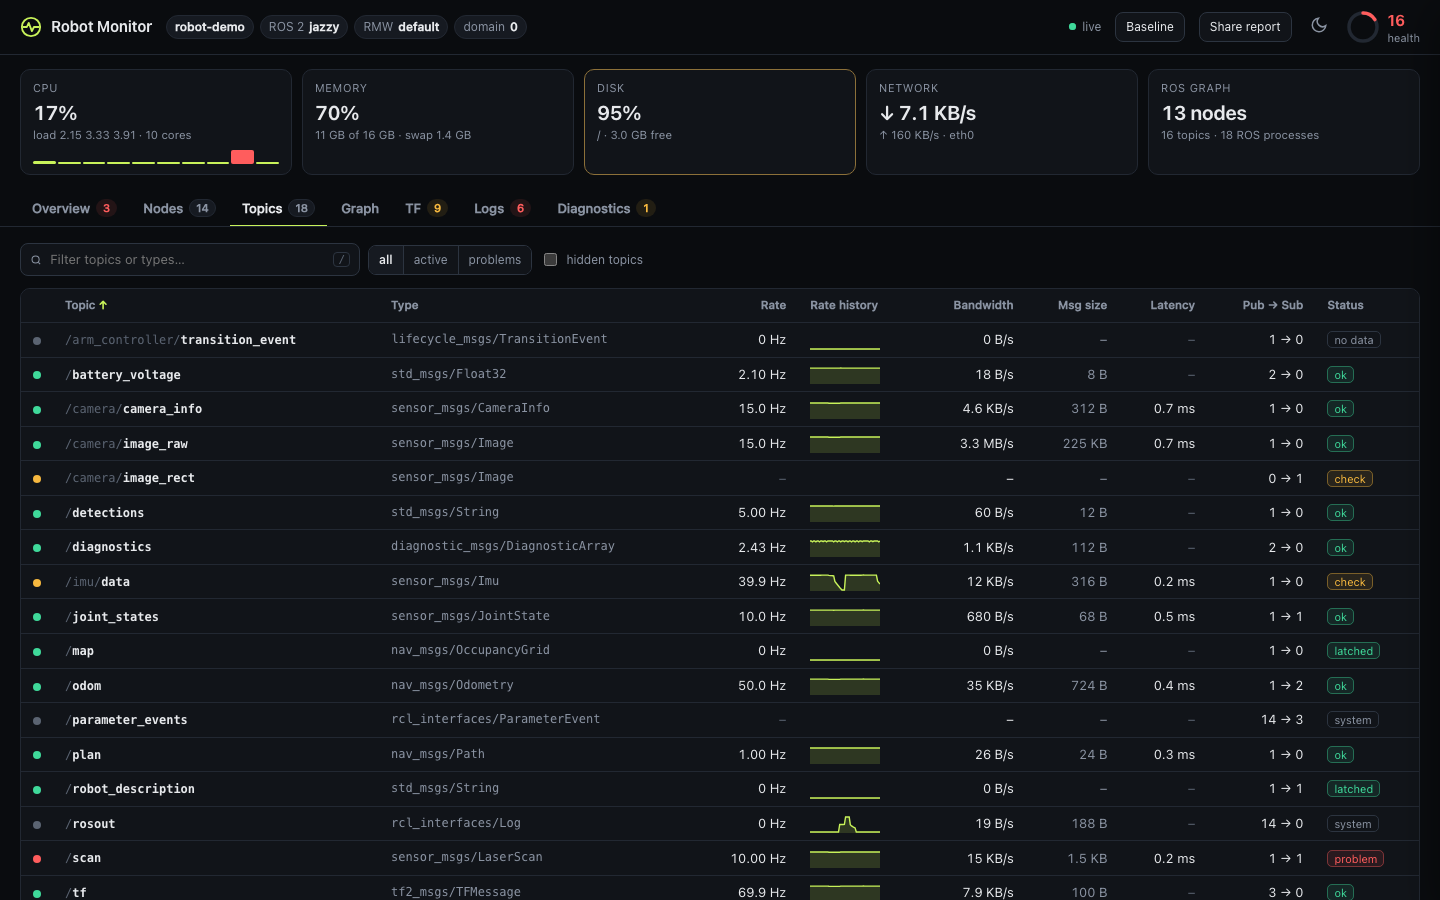 Robot Monitor robot-demo ROS 2 jazzy RMW default domain 0 live Baseline Share report 16 health
CPU MEMORY DISK NETWORK ROS GRAPH
17% 70% 95% ↓ 7.1 KB/s 13 nodes
load 2.15 3.33 3.91 · 10 cores 11 GB of 16 GB · swap 1.4 GB / · 3.0 GB free ↑ 160 KB/s · eth0 16 topics · 18 ROS processes
Overview 3 Nodes 14 Topics 18 Graph TF 9 Logs 6 Diagnostics 1
Filter topics or types... / all active problems hidden topics
Topic ↑ Type Rate Rate history Bandwidth Msg size Latency Pub → Sub Status
/arm_controller/transition_event lifecycle_msgs/TransitionEvent 0 Hz 0 B/s – – 1 → 0 no data
/battery_voltage std_msgs/Float32 2.10 Hz 18 B/s 8 B – 2 → 0 ok
/camera/camera_info sensor_msgs/CameraInfo 15.0 Hz 4.6 KB/s 312 B 0.7 ms 1 → 0 ok
/camera/image_raw sensor_msgs/Image 15.0 Hz 3.3 MB/s 225 KB 0.7 ms 1 → 0 ok
/camera/image_rect sensor_msgs/Image – – – – 0 → 1 check
/detections std_msgs/String 5.00 Hz 60 B/s 12 B – 1 → 0 ok
/diagnostics diagnostic_msgs/DiagnosticArray 2.43 Hz 1.1 KB/s 112 B – 2 → 0 ok
/imu/data sensor_msgs/Imu 39.9 Hz 12 KB/s 316 B 0.2 ms 1 → 0 check
/joint_states sensor_msgs/JointState 10.0 Hz 680 B/s 68 B 0.5 ms 1 → 1 ok
/map nav_msgs/OccupancyGrid 0 Hz 0 B/s – – 1 → 0 latched
/odom nav_msgs/Odometry 50.0 Hz 35 KB/s 724 B 0.4 ms 1 → 2 ok
/parameter_events rcl_interfaces/ParameterEvent – – – – 14 → 3 system
/plan nav_msgs/Path 1.00 Hz 26 B/s 24 B 0.3 ms 1 → 0 ok
/robot_description std_msgs/String 0 Hz 0 B/s – – 1 → 1 latched
/rosout rcl_interfaces/Log 0 Hz 19 B/s 188 B – 14 → 0 system
/scan sensor_msgs/LaserScan 10.00 Hz 15 KB/s 1.5 KB 0.2 ms 1 → 1 problem
/tf tf2_msgs/TFMessage 69.9 Hz 7.9 KB/s 100 B – 3 → 0 ok